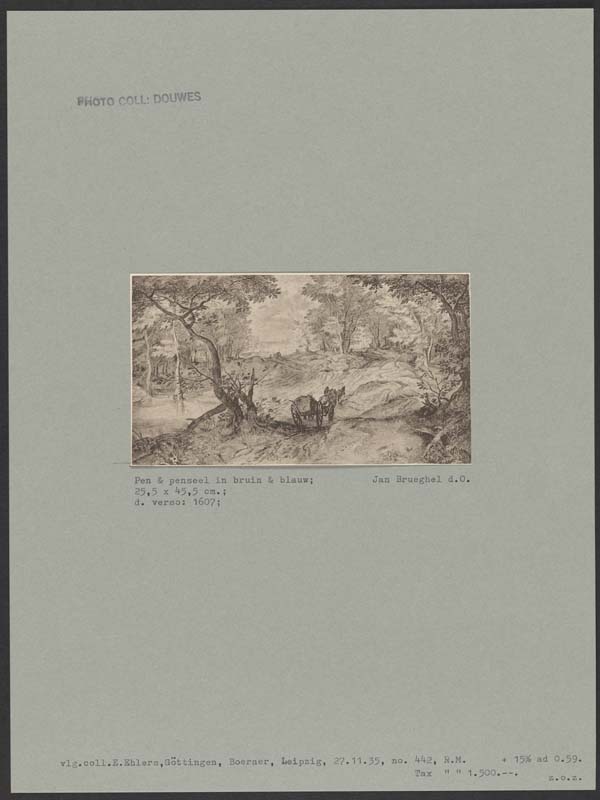 PHOTO COLL: DOUWES
Pen & penseel in bruin & blauw; Jan Brueghel d.O.
25,5 x 45,5 cm.;
d. verso: 1607;
vlg.coll.E.Ehlers,Göttingen, Boerner, Leipzig, 27.11.35, no. 442, R.M. + 15% ad 0.59.
Tax " " 1.500.--.
z.o.z.